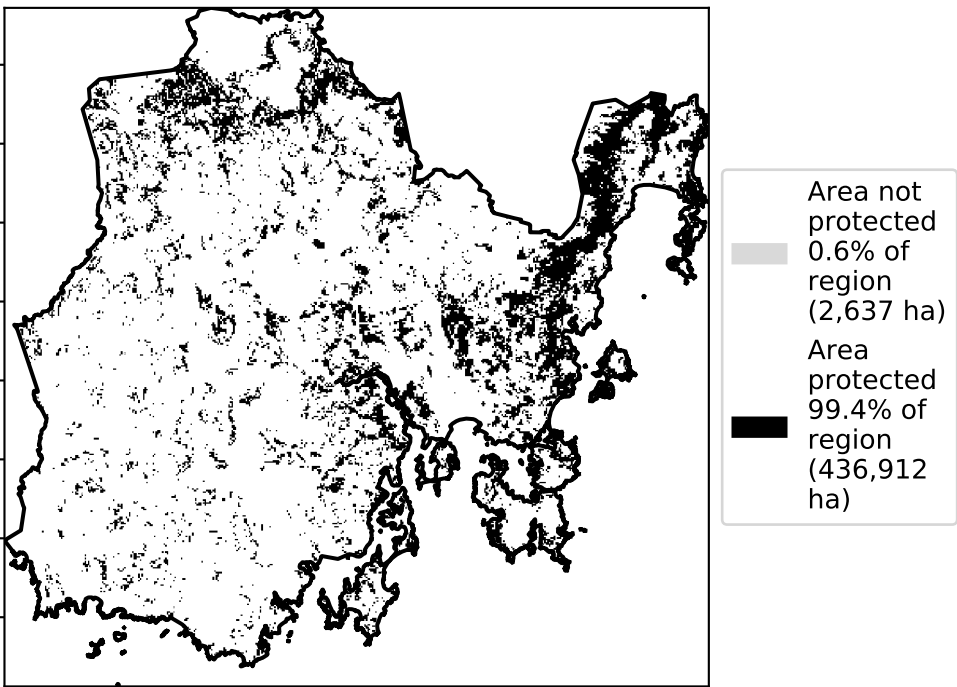 Area not
protected
0.6% of
region
(2,637 ha)
Area
protected
99.4% of
region
(436,912
ha)